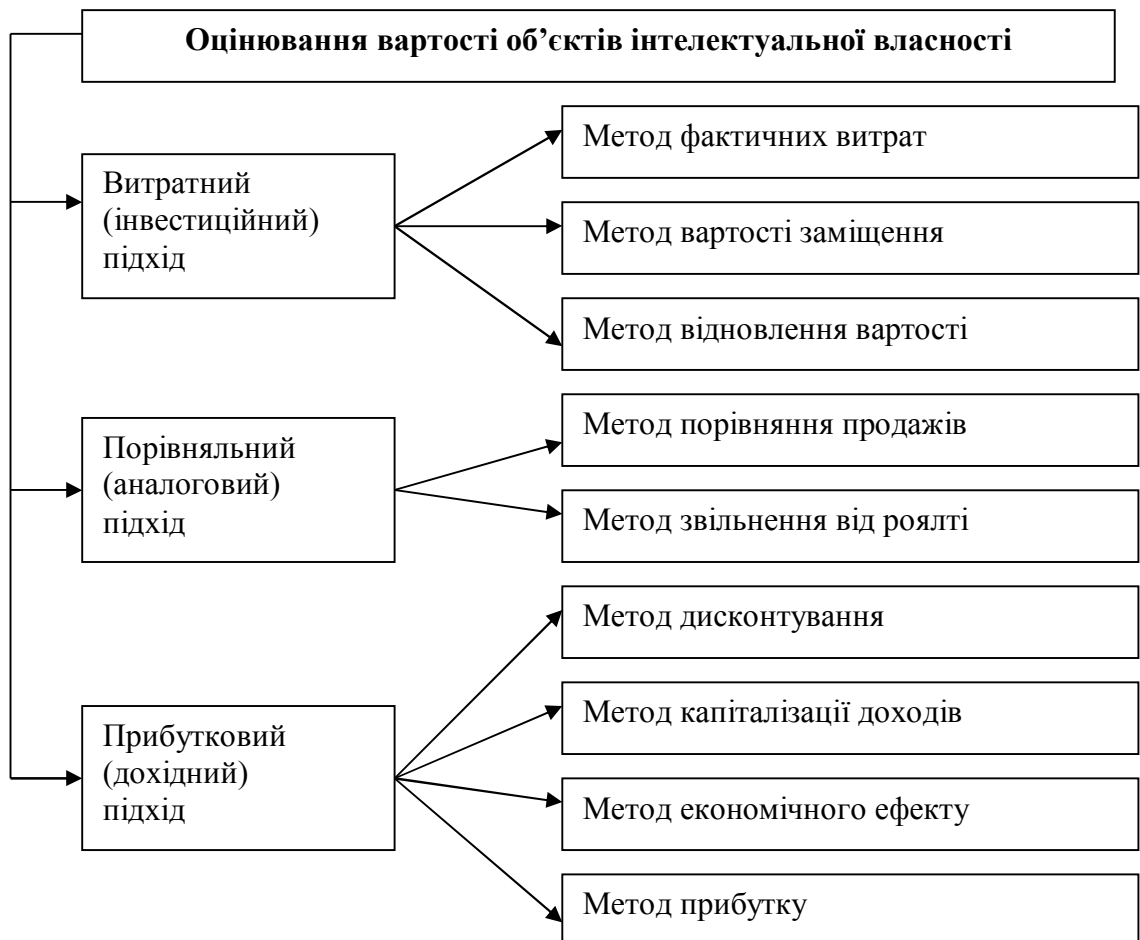 Оцінювання вартості об’єктів інтелектуальної власності
Витратний
(інвестиційний)
підхід
Метод фактичних витрат
Метод вартості заміщення
Метод відновлення вартості
Порівняльний
(аналоговий)
підхід
Метод порівняння продажів
Метод звільнення від роялті
Прибутковий
(дохідний)
підхід
Метод дисконтування
Метод капіталізації доходів
Метод економічного ефекту
Метод прибутку